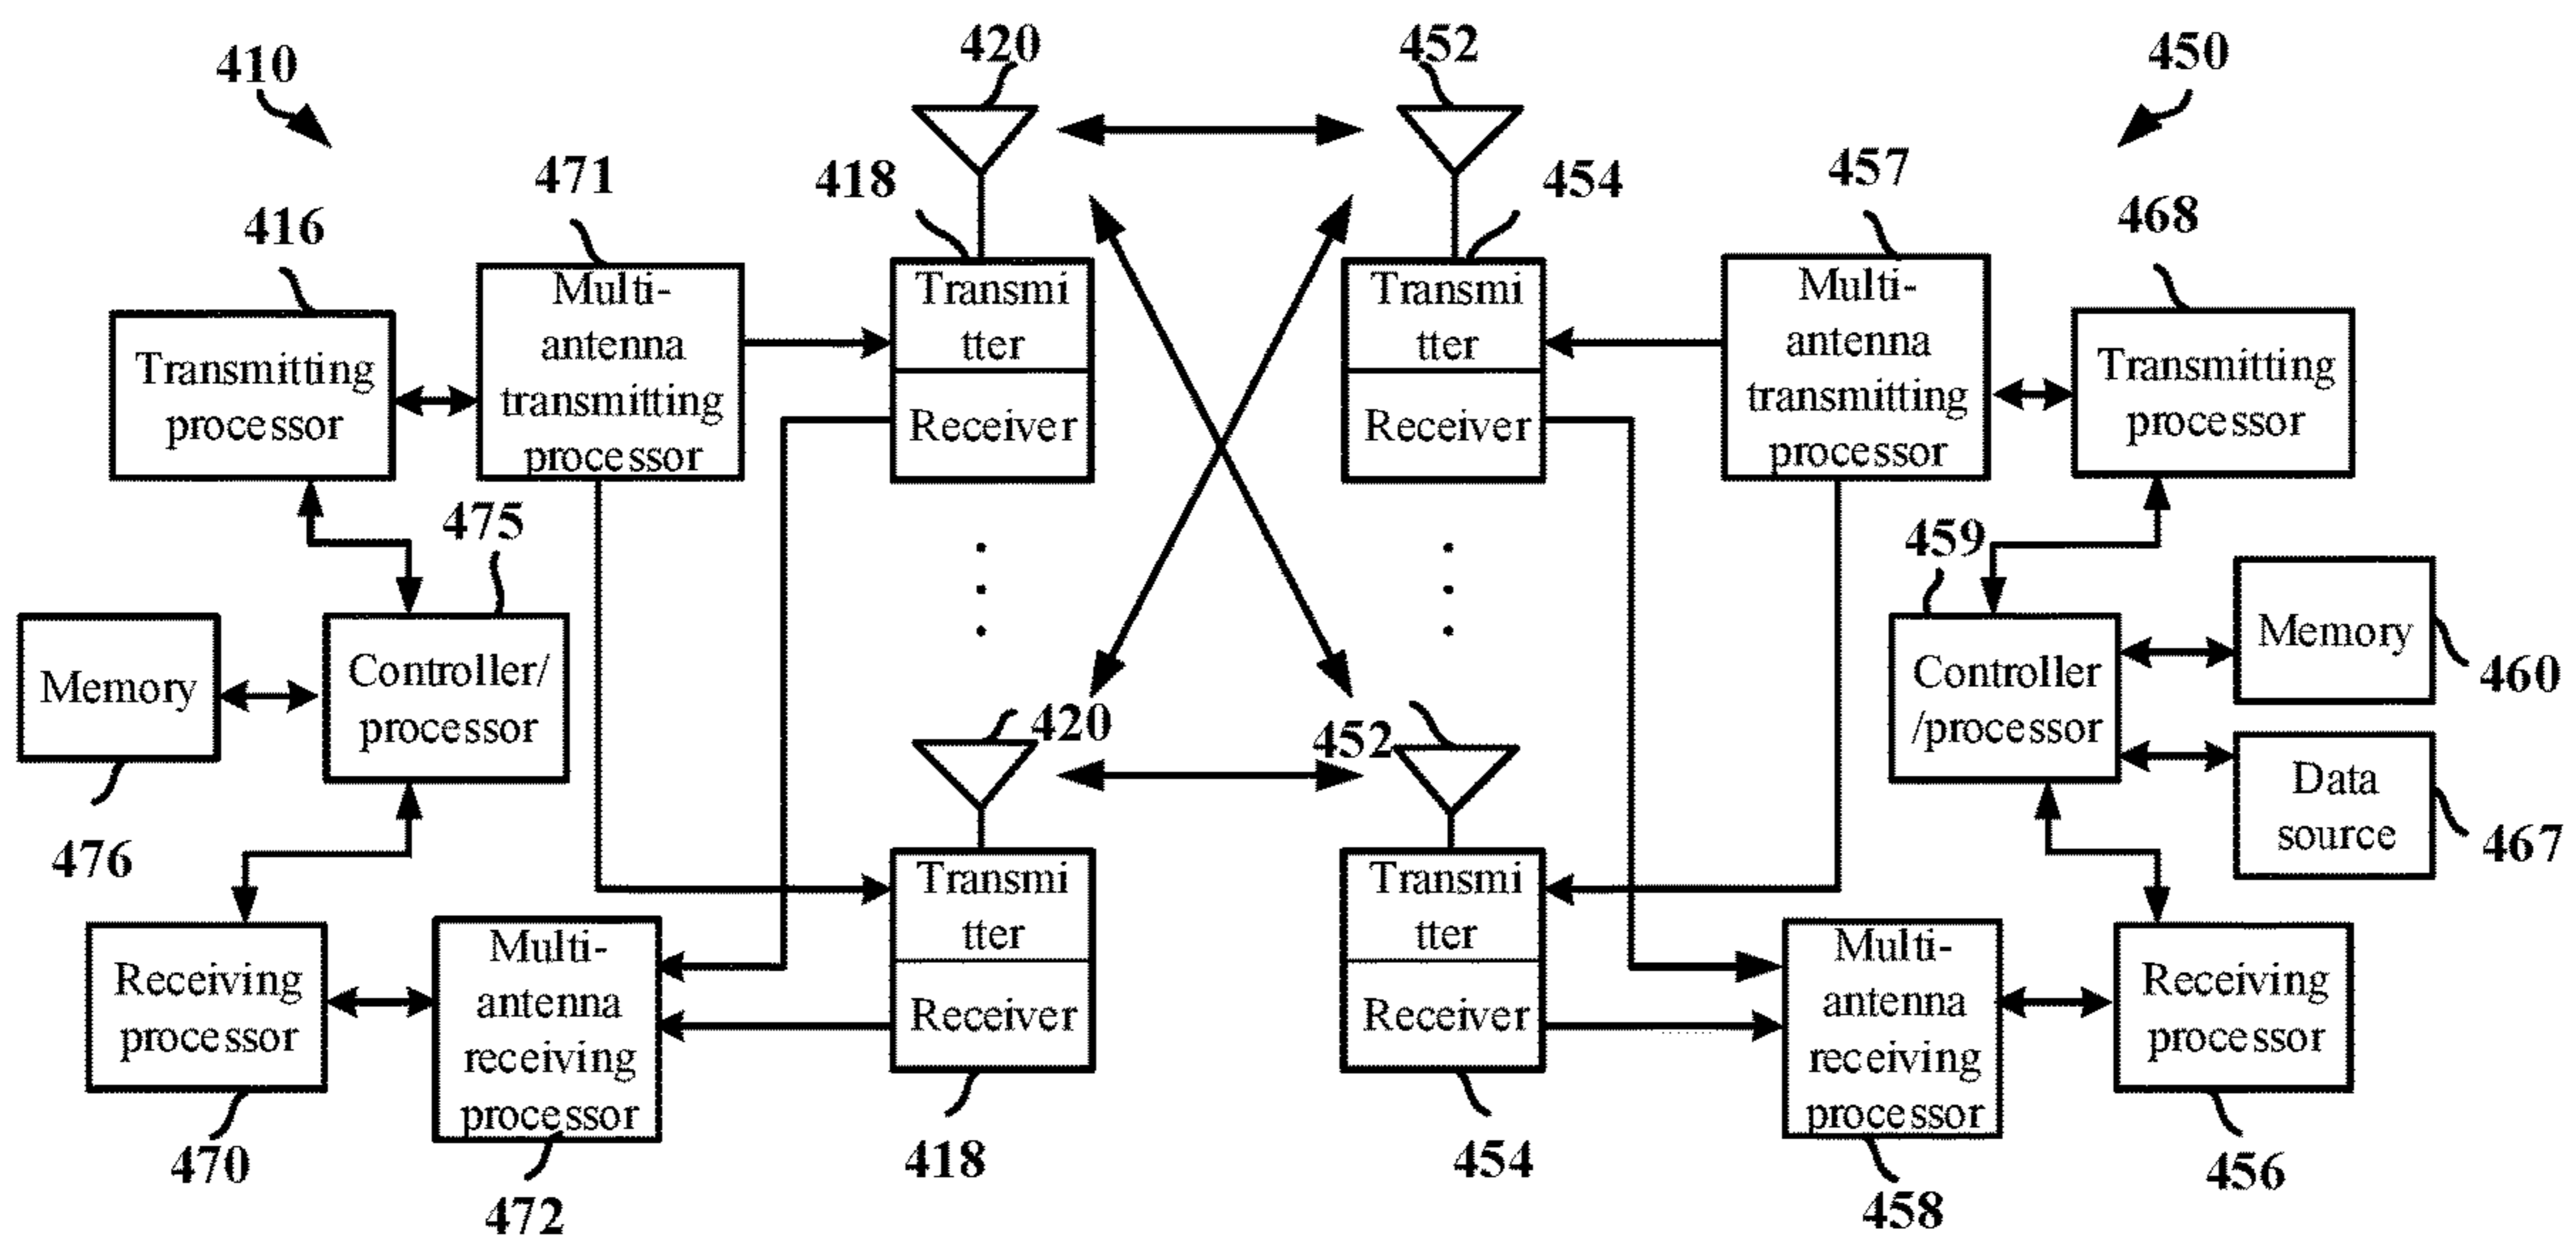 420
452
410
450
471
418
454
457
416
468
Multi-
antenna
transmitting
processor
Transmi
tter
Receiver
Transmi
tter
Receiver
Multi-
antenna
transmitting
processor
Transmitting
processor
Transmitting
processor
475
459
Memory
Controller/
processor
Controller
/processor
Memory
460
420
452
Data
source
467
476
Transmi
tter
Receiver
Transmi
tter
Receiver
Receiving
processor
Multi-
antenna
receiving
processor
Multi-
antenna
receiving
processor
Receiving
processor
470
472
418
454
458
456